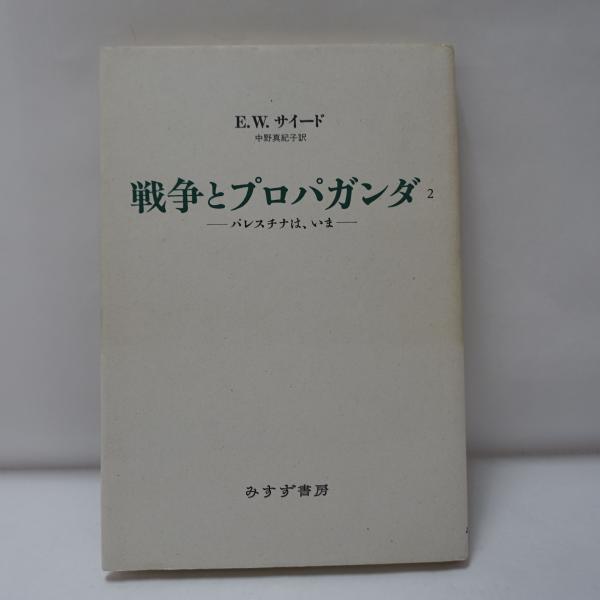 E.W. サイード
中野真紀子訳
戦争とプロパガンダ 2
—パレスチナは、いま—
みすず書房